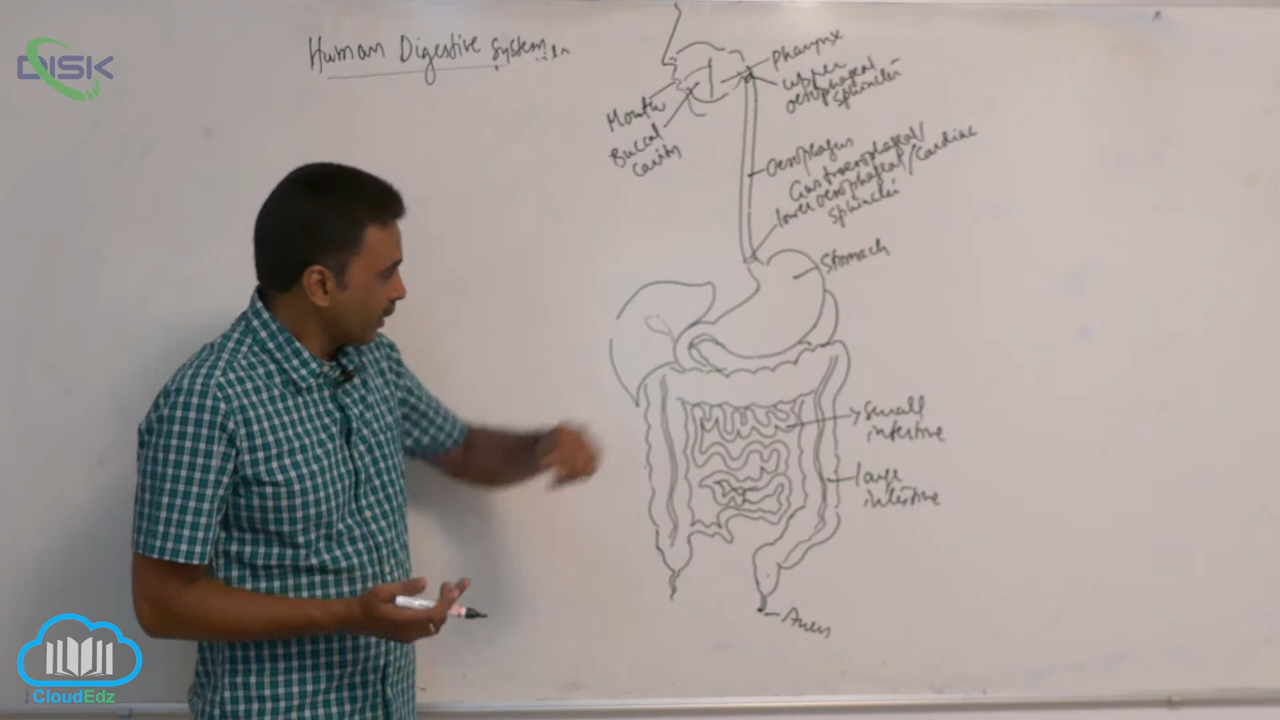 DISK
Human Digestive System
Pharynx
upper
oesophageal
sphincter
Mouth
Buccal
cavity
Oesophagus
Gastroesophageal/
lower oesophageal/Cardiac
sphincter
Stomach
Small
intestine
large
intestine
Anus
CloudEdz